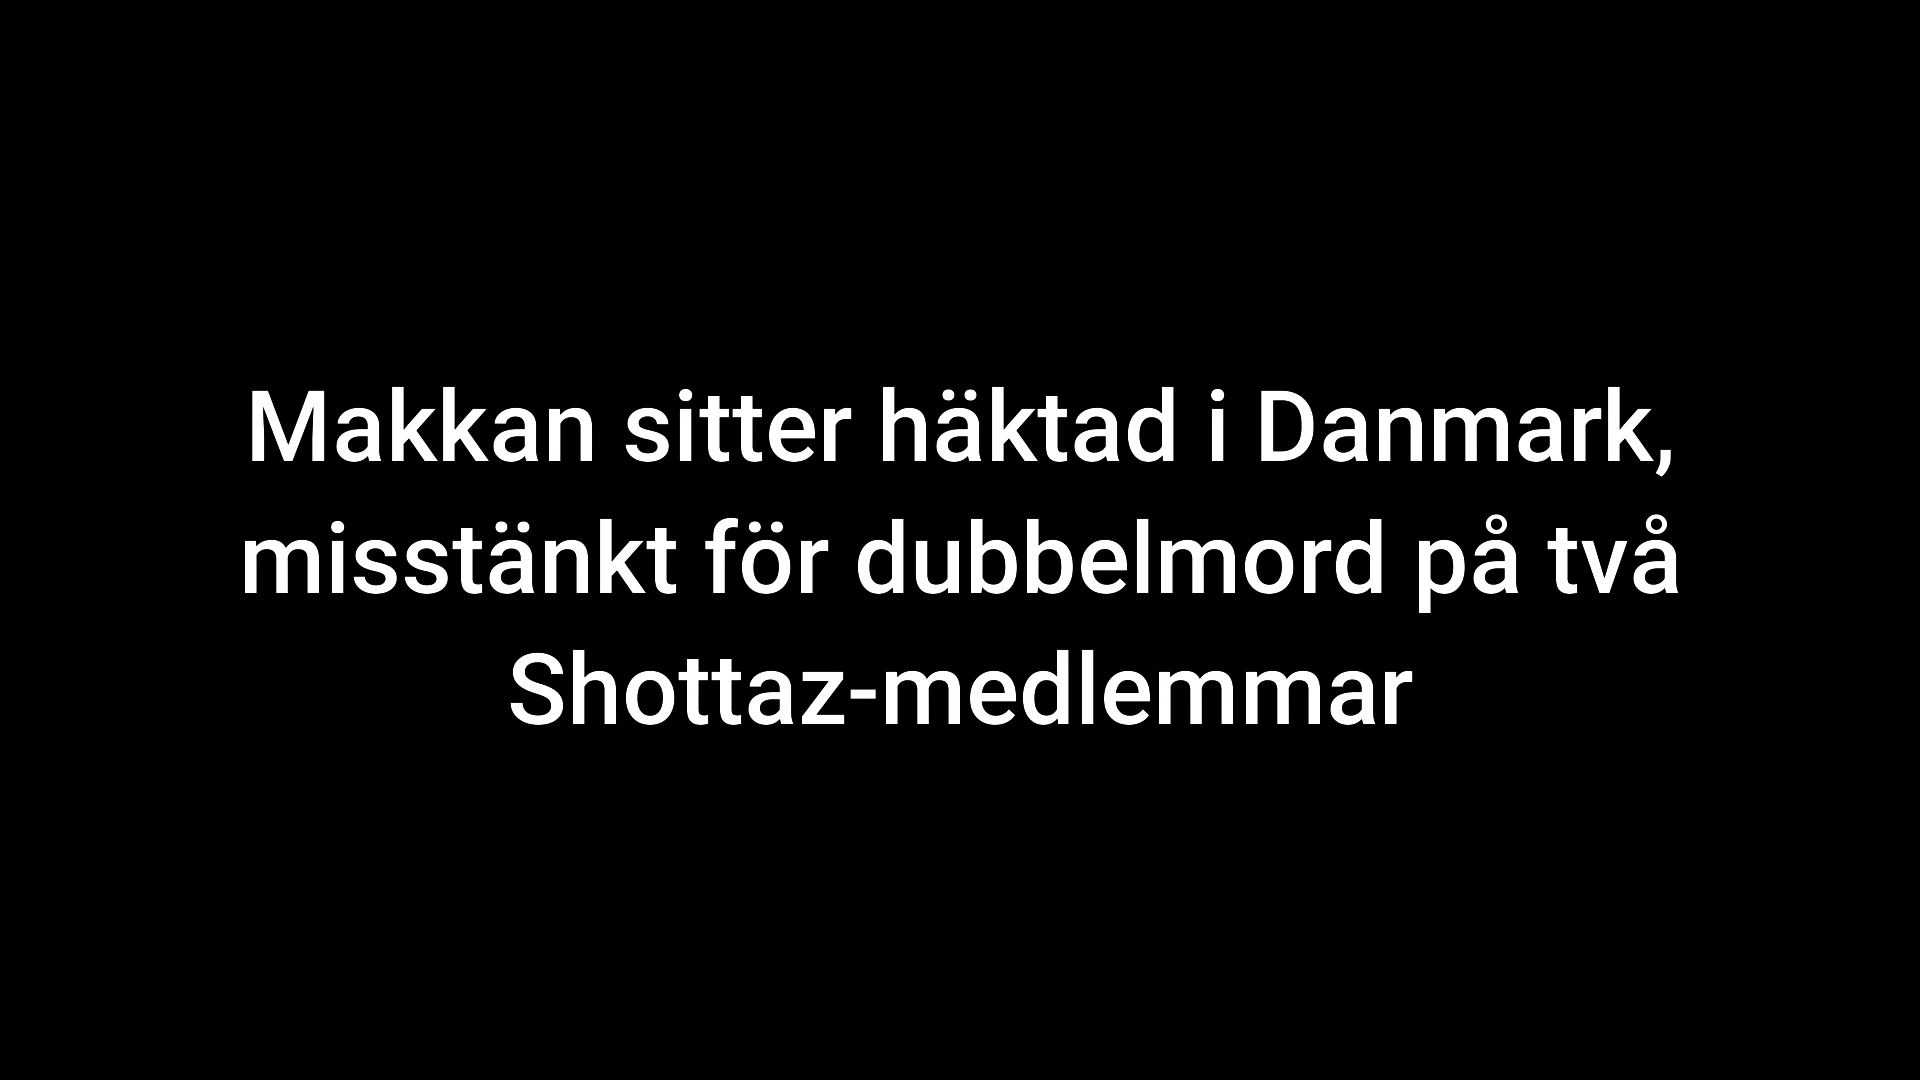 Makkan sitter häktad i Danmark,
misstänkt för dubbelmord på två
Shottaz-medlemmar